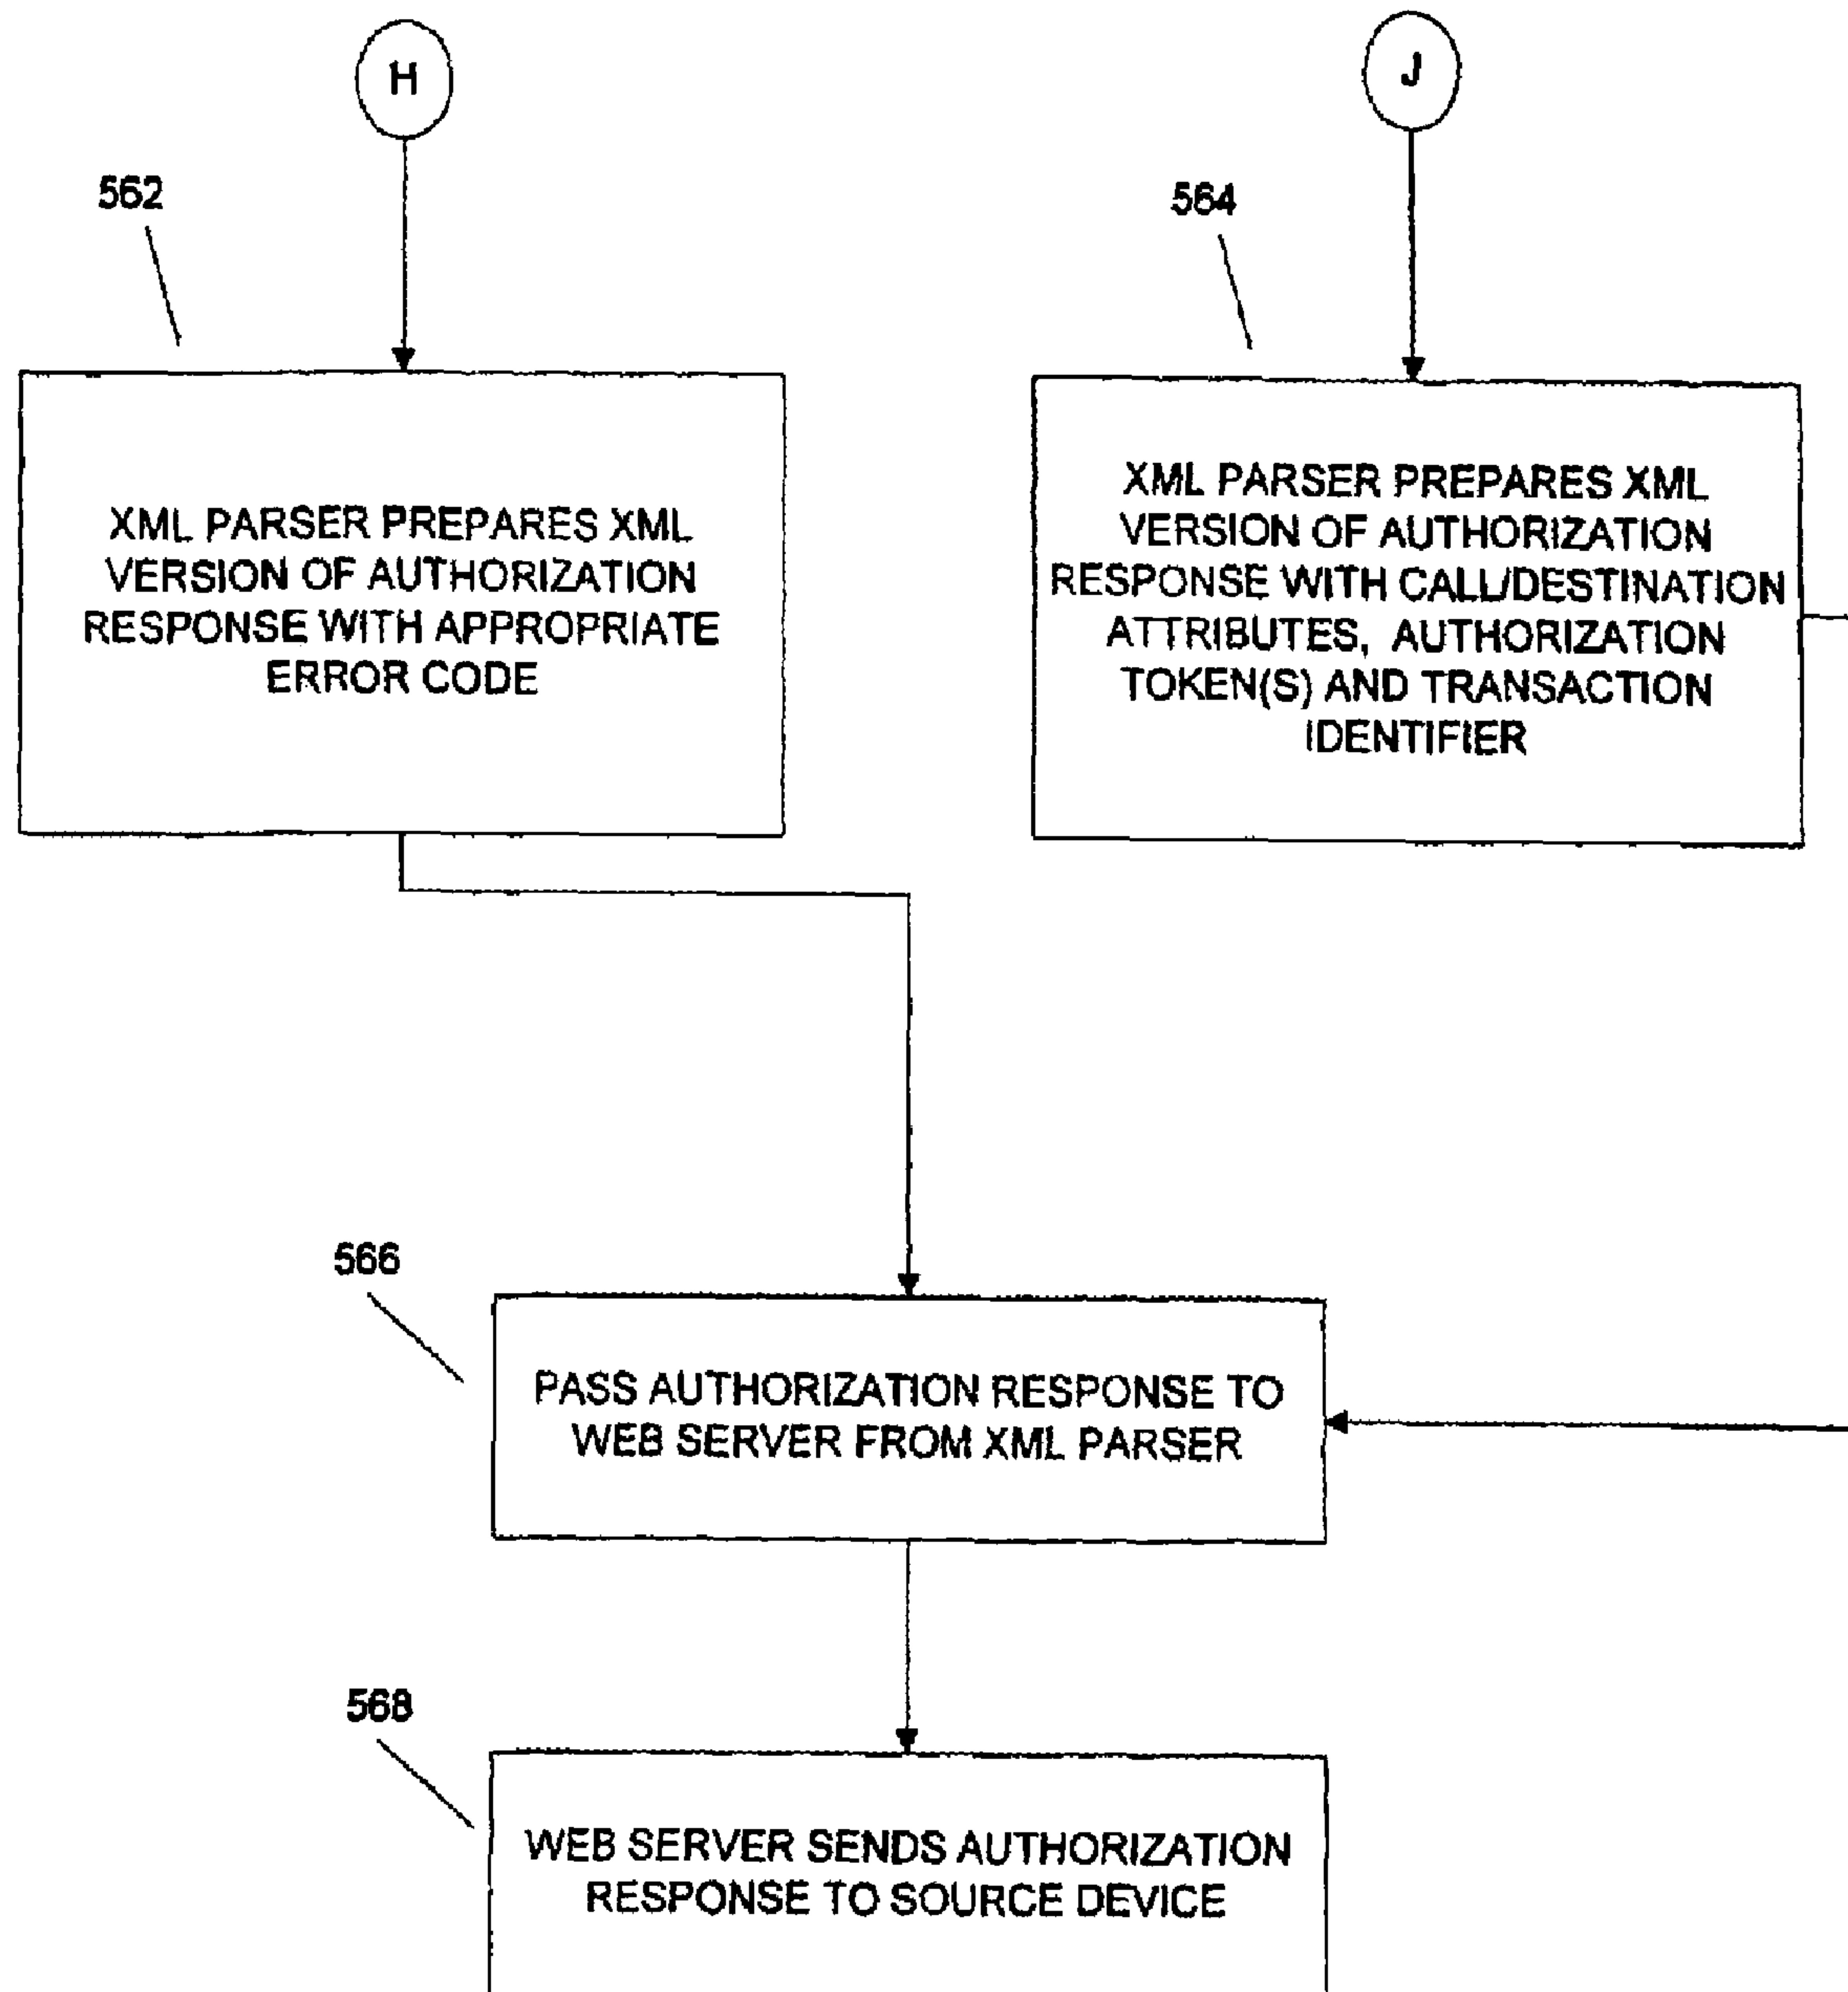 H
J
562
564
XML PARSER PREPARES XML
VERSION OF AUTHORIZATION
RESPONSE WITH APPROPRIATE
ERROR CODE
XML PARSER PREPARES XML
VERSION OF AUTHORIZATION
RESPONSE WITH CALL/DESTINATION
ATTRIBUTES, AUTHORIZATION
TOKEN(S) AND TRANSACTION
IDENTIFIER
566
PASS AUTHORIZATION RESPONSE TO
WEB SERVER FROM XML PARSER
568
WEB SERVER SENDS AUTHORIZATION
RESPONSE TO SOURCE DEVICE